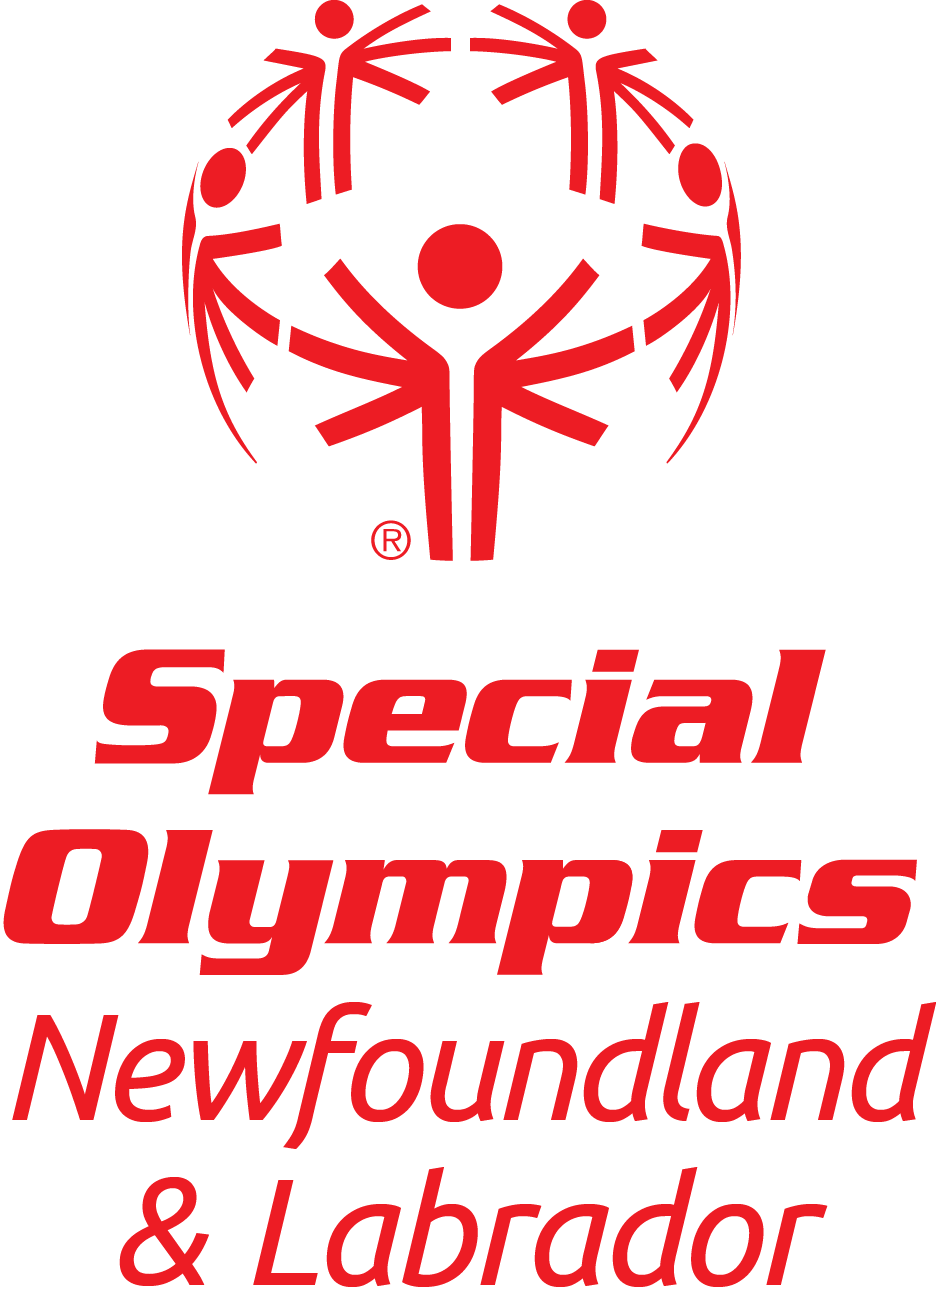 ®
Special
Olympics
Newfoundland
& Labrador